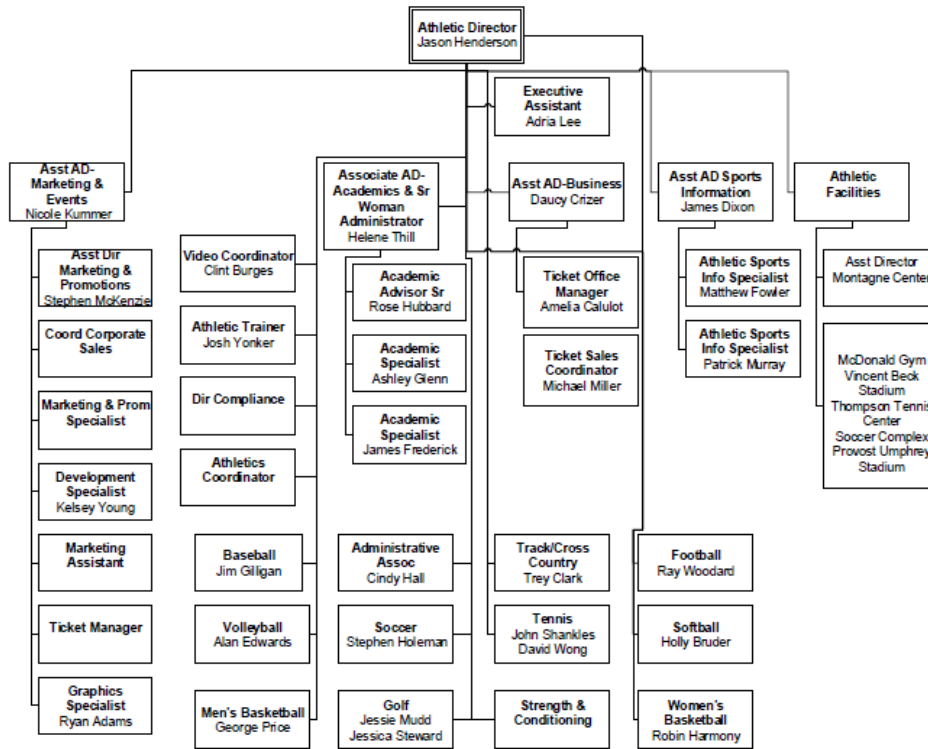 Athletic Director
Jason Henderson
Executive
Assistant
Adria Lee
Asst AD-
Marketing &
Events
Nicole Kummer
Associate AD-
Academics & Sr
Woman
Administrator
Helene Thill
Asst AD-Business
Daucy Crizer
Asst AD Sports
Information
James Dixon
Athletic
Facilities
Asst Dir
Marketing &
Promotions
Stephen McKenzie
Coord Corporate
Sales
Marketing & Prom
Specialist
Development
Specialist
Kelsey Young
Marketing
Assistant
Ticket Manager
Graphics
Specialist
Ryan Adams
Video Coordinator
Clint Burges
Athletic Trainer
Josh Yonker
Dir Compliance
Athletics
Coordinator
Academic
Advisor Sr
Rose Hubbard
Academic
Specialist
Ashley Glenn
Academic
Specialist
James Frederick
Ticket Office
Manager
Amelia Calulot
Ticket Sales
Coordinator
Michael Miller
Athletic Sports
Info Specialist
Matthew Fowler
Athletic Sports
Info Specialist
Patrick Murray
Asst Director
Montagne Center
McDonald Gym
Vincent Beck
Stadium
Thompson Tennis
Center
Soccer Complex
Provost Umphrey
Stadium
Baseball
Jim Gilligan
Administrative
Assoc
Cindy Hall
Track/Cross
Country
Trey Clark
Football
Ray Woodard
Volleyball
Alan Edwards
Soccer
Stephen Holeman
Tennis
John Shankles
David Wong
Softball
Holly Bruder
Men's Basketball
George Price
Golf
Jessie Mudd
Jessica Steward
Strength &
Conditioning
Women's
Basketball
Robin Harmony